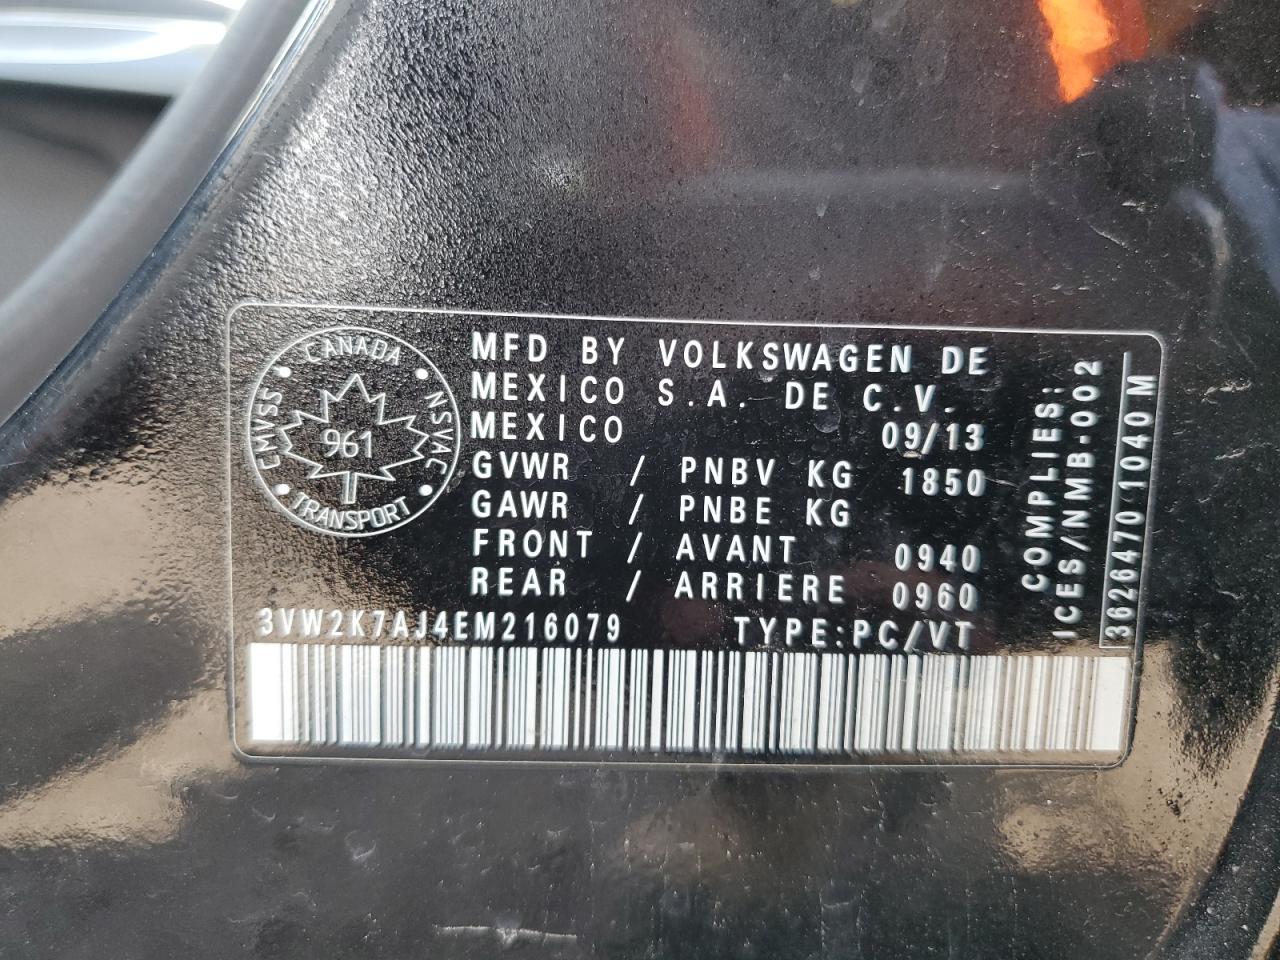 CANADA
CMVSS
NSVAC
961
TRANSPORT
MFD BY VOLKSWAGEN DE
MEXICO S.A. DE C.V.
MEXICO 09/13
GVWR / PNBV KG 1850
GAWR / PNBE KG
FRONT / AVANT 0940
REAR / ARRIERE 0960
3VW2K7AJ4EM216079 TYPE:PC/VT
COMPLIES:
ICES/NMB-002
3626470 1040 M